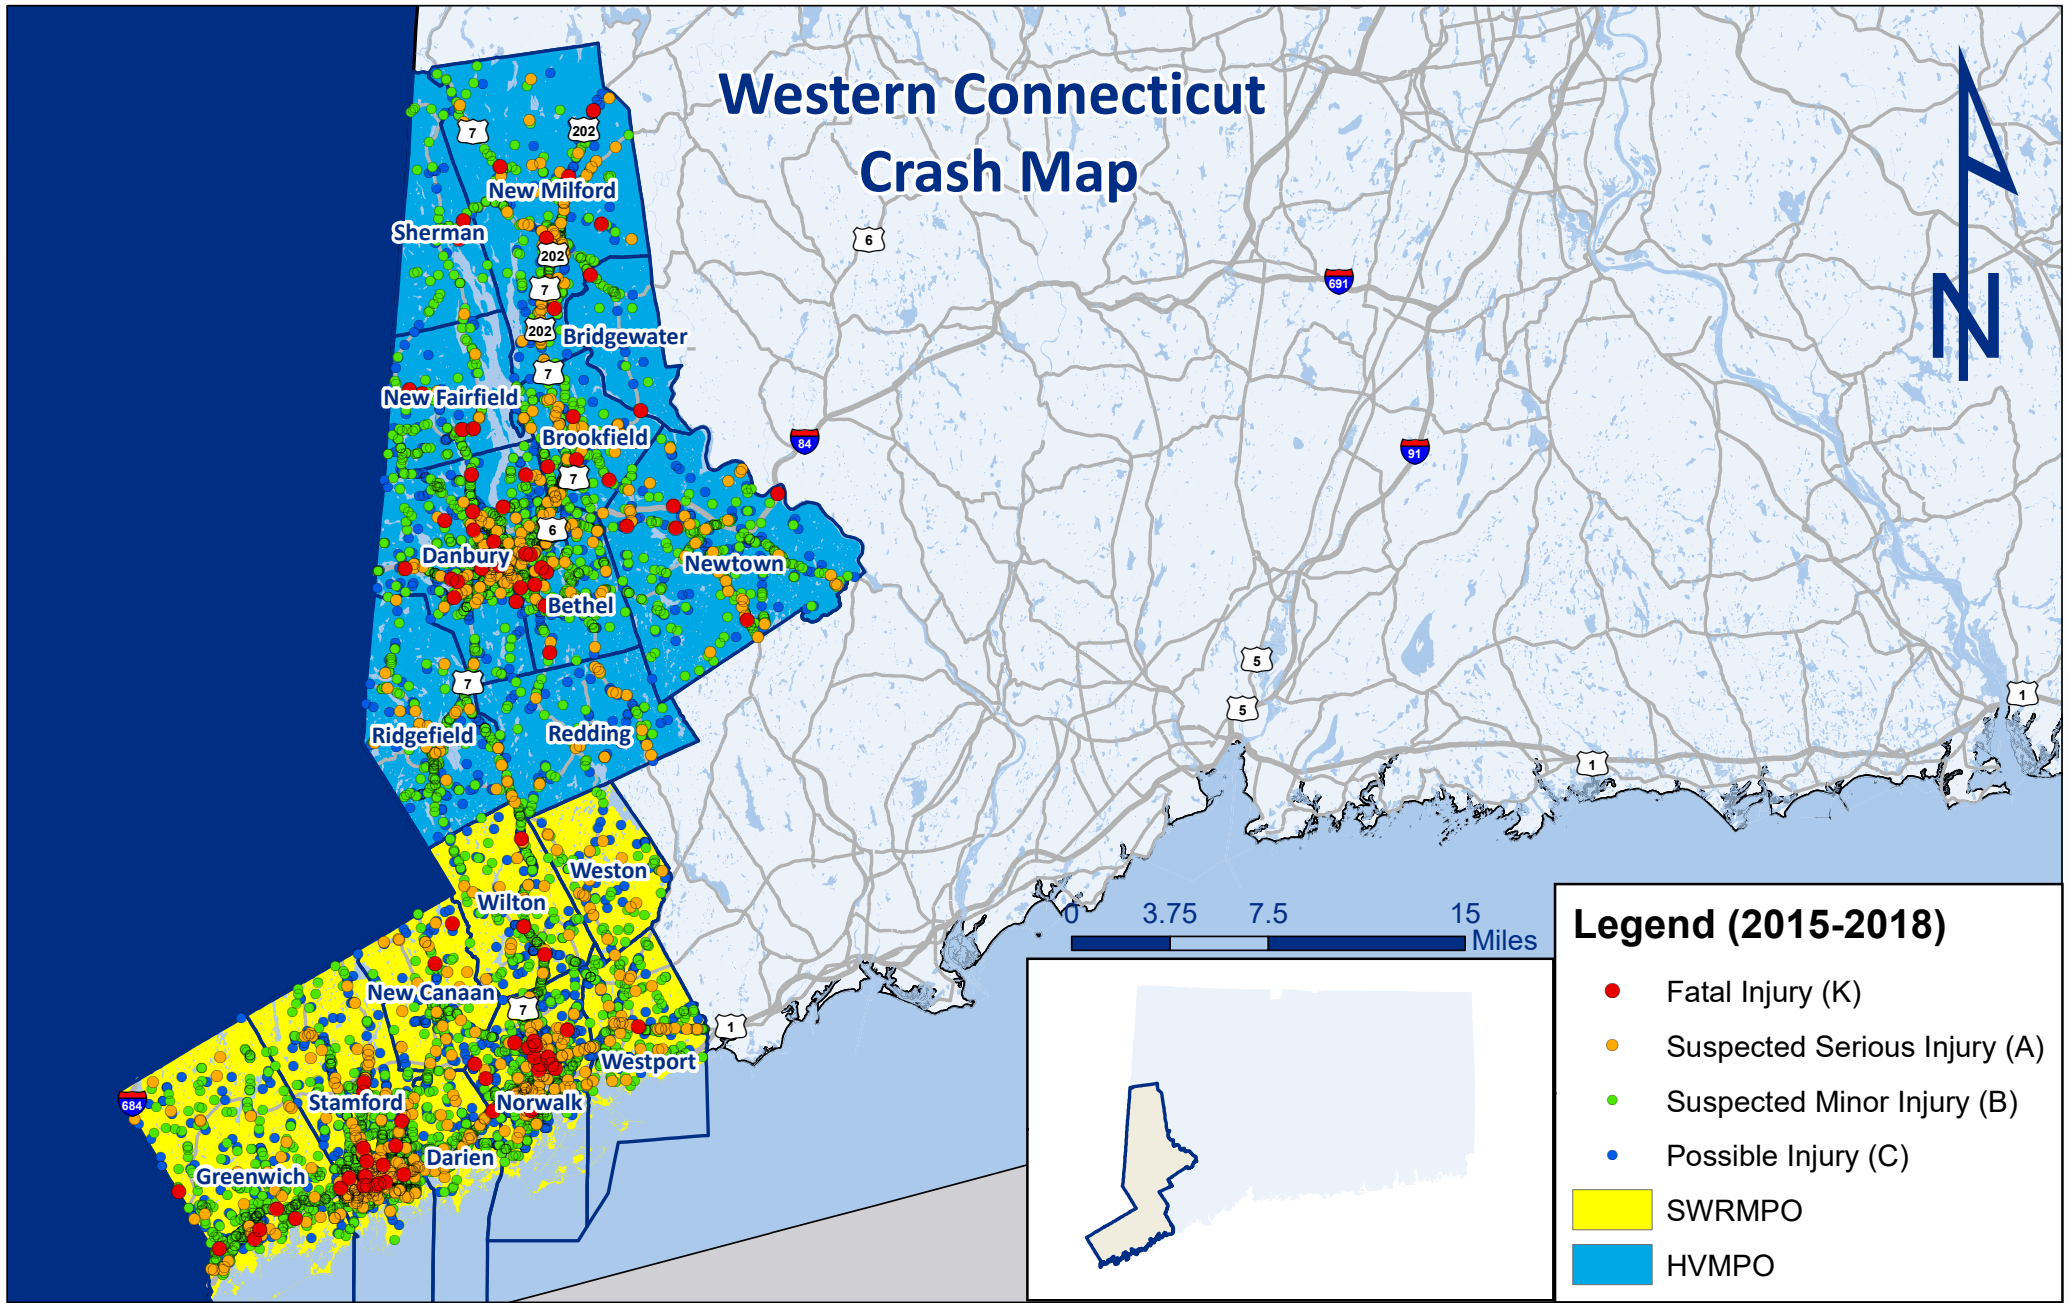 Western Connecticut
Crash Map
7
202
New Milford
Sherman
6
202
691
7
202
Bridgewater
N
7
New Fairfield
Brookfield
84
91
7
6
Danbury
Newtown
Bethel
5
7
1
5
Ridgefield
Redding
1
Weston
Wilton
0 3.75 7.5 15
Miles
New Canaan
7
1
Westport
684
Stamford
Norwalk
Darien
Greenwich
Legend (2015-2018)
Fatal Injury (K)
Suspected Serious Injury (A)
Suspected Minor Injury (B)
Possible Injury (C)
SWRMPO
HVMPO